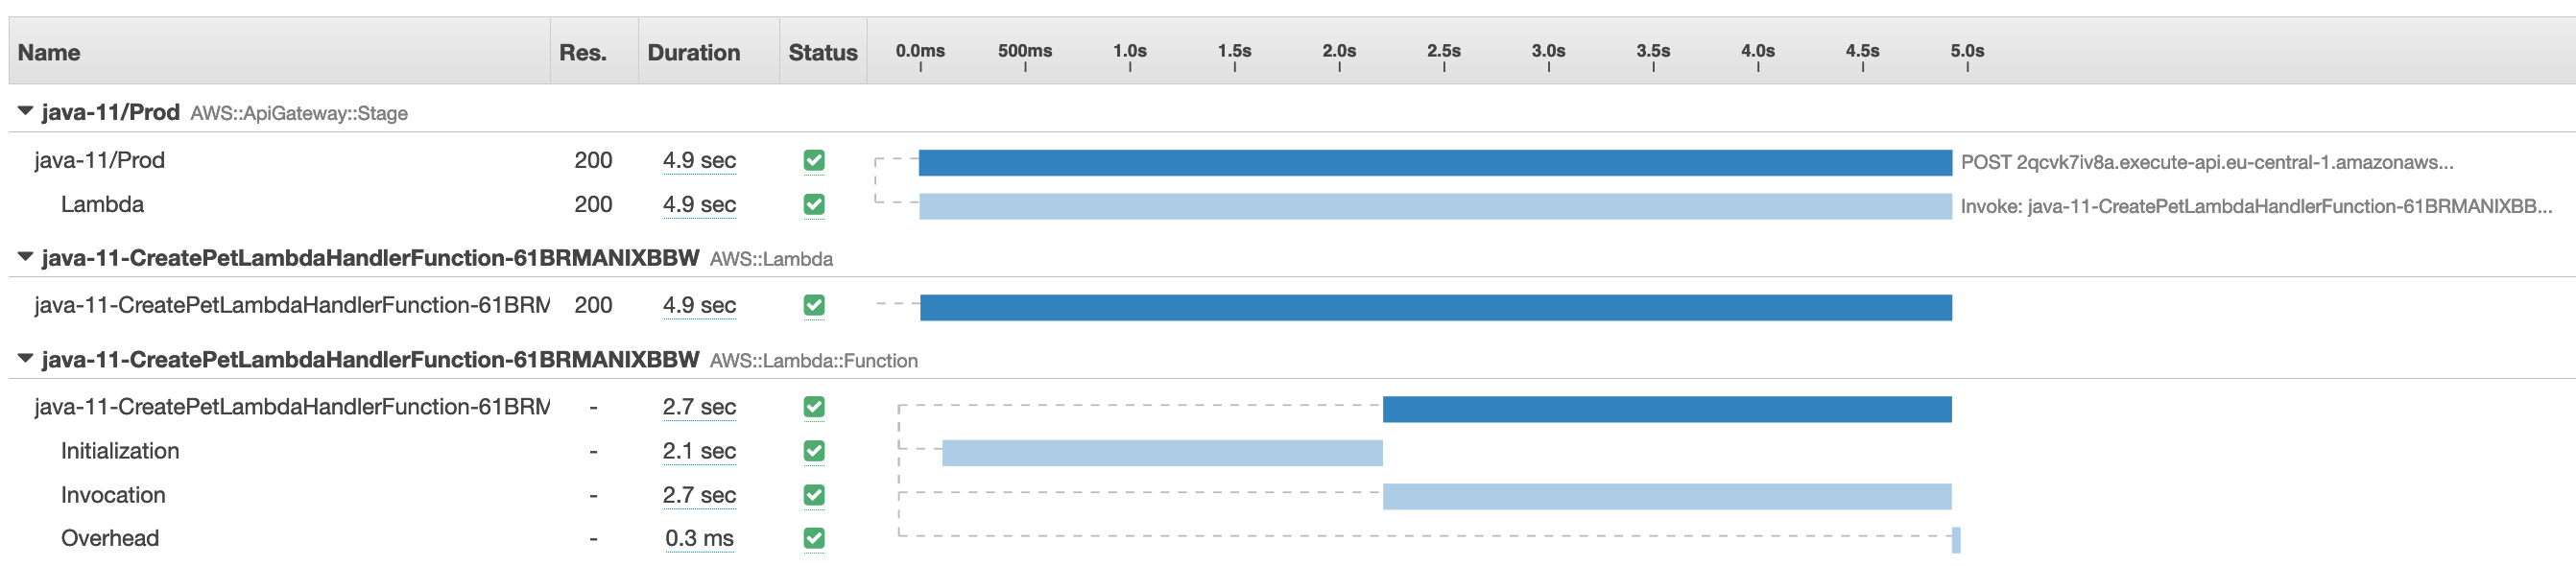 Name Res. Duration Status 0.0ms 500ms 1.0s 1.5s 2.0s 2.5s 3.0s 3.5s 4.0s 4.5s 5.0s
java-11/Prod AWS::ApiGateway::Stage
java-11/Prod 200 4.9 sec POST 2qcvk7iv8a.execute-api.eu-central-1.amazonaws...
Lambda 200 4.9 sec Invoke: java-11-CreatePetLambdaHandlerFunction-61BRMANIXBB...
java-11-CreatePetLambdaHandlerFunction-61BRMANIXBBW AWS::Lambda
java-11-CreatePetLambdaHandlerFunction-61BRM 200 4.9 sec
java-11-CreatePetLambdaHandlerFunction-61BRMANIXBBW AWS::Lambda::Function
java-11-CreatePetLambdaHandlerFunction-61BRM - 2.7 sec
Initialization - 2.1 sec
Invocation - 2.7 sec
Overhead - 0.3 ms